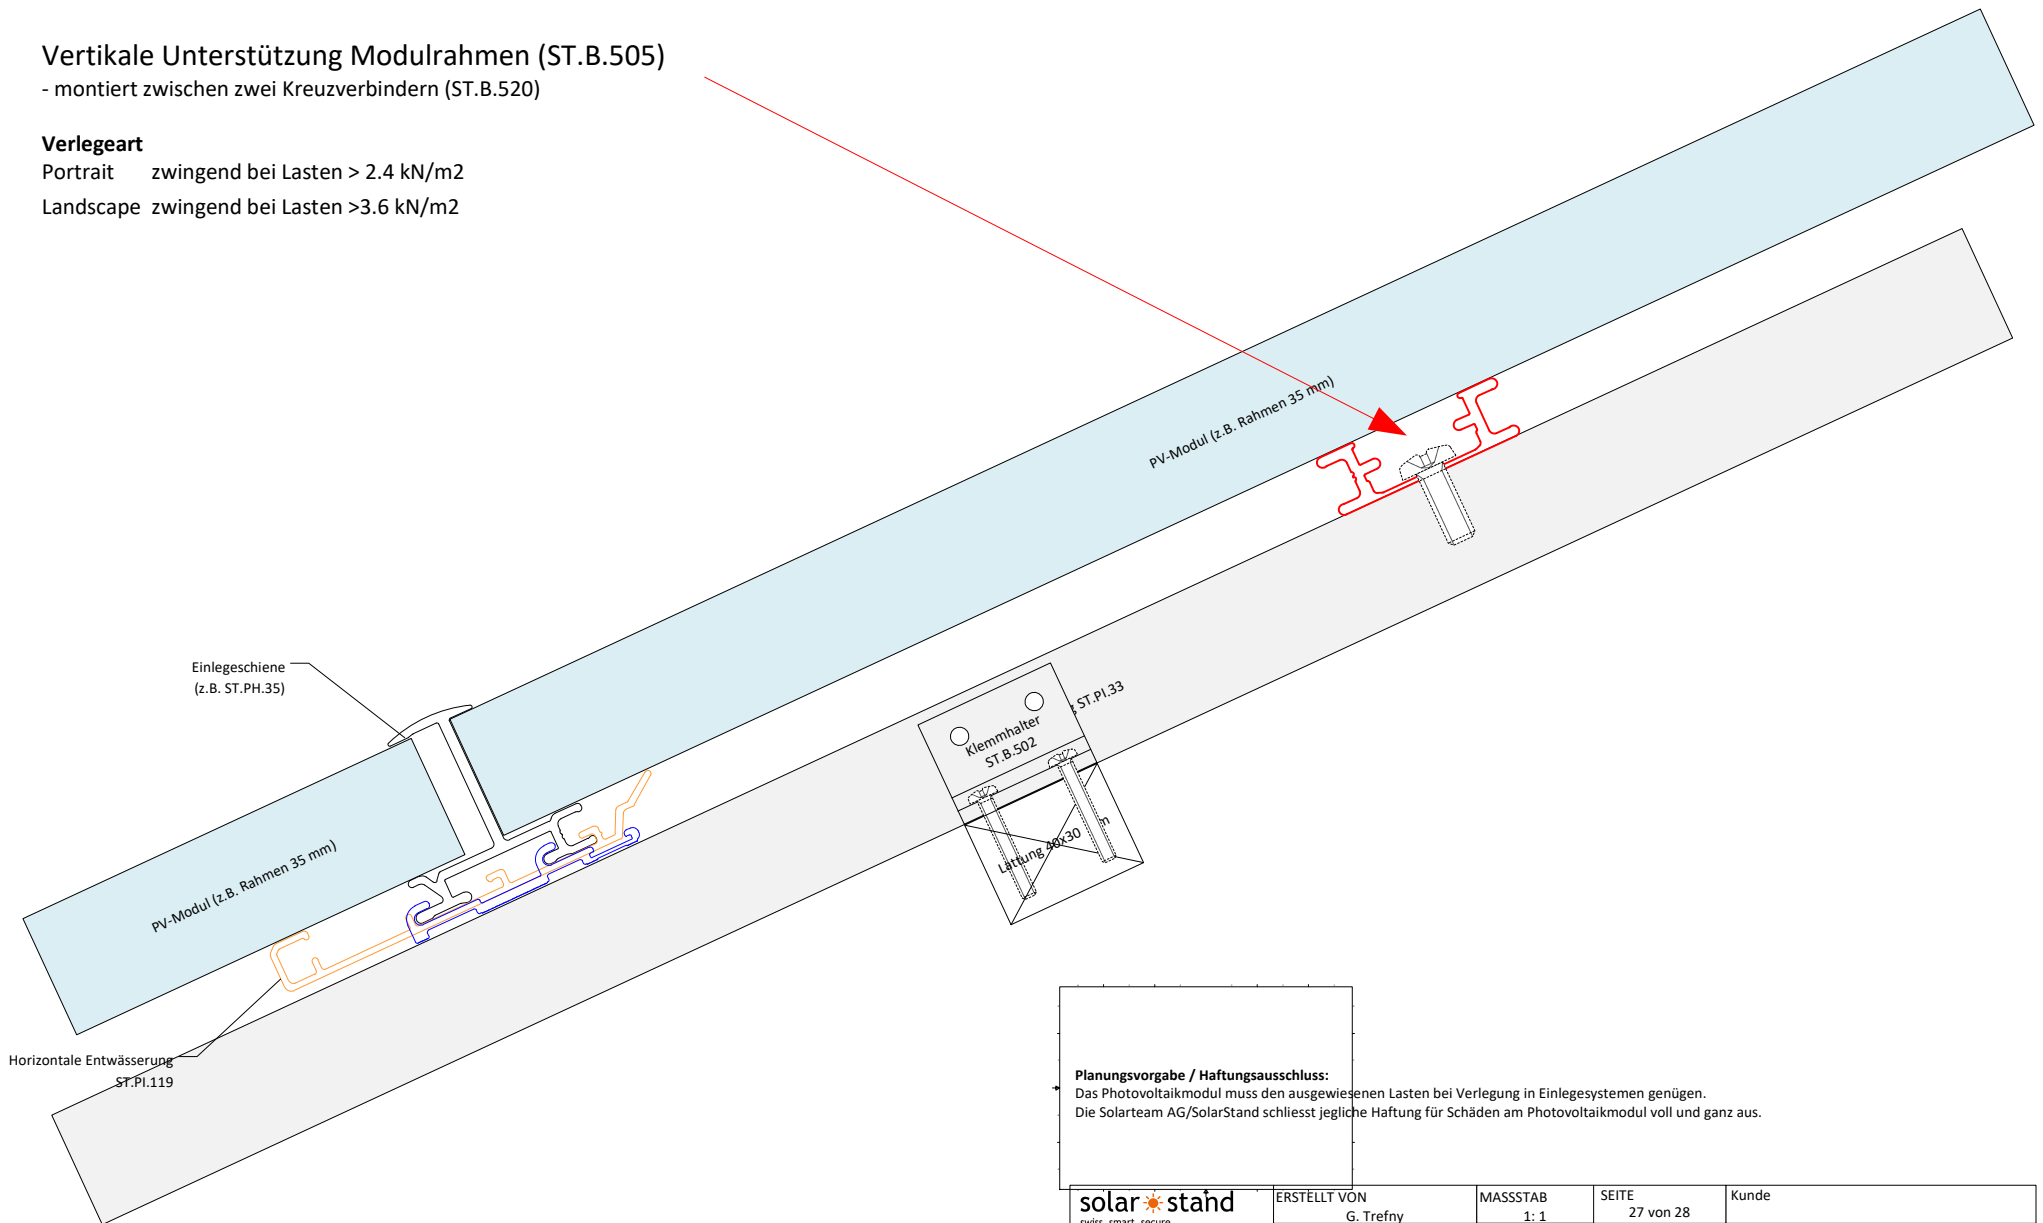 Vertikale Unterstützung Modulrahmen (ST.B.505)
- montiert zwischen zwei Kreuzverbindern (ST.B.520)
Verlegeart
Portrait zwingend bei Lasten > 2.4 kN/m2
Landscape zwingend bei Lasten >3.6 kN/m2
PV-Modul (z.B. Rahmen 35 mm)
Einlegeschiene
(z.B. ST.PH.35)
ST.PI.33
Klemmhalter
ST.B.502
Lattung 40x30
PV-Modul (z.B. Rahmen 35 mm)
Horizontale Entwässerung
ST.PI.119
Planungsvorgabe / Haftungsausschluss:
Das Photovoltaikmodul muss den ausgewiesenen Lasten bei Verlegung in Einlegesystemen genügen.
Die Solarteam AG/SolarStand schliesst jegliche Haftung für Schäden am Photovoltaikmodul voll und ganz aus.
solar stand
swiss. smart. secure.
ERSTELLT VON
G. Trefny
MASSSTAB
1: 1
SEITE
27 von 28
Kunde